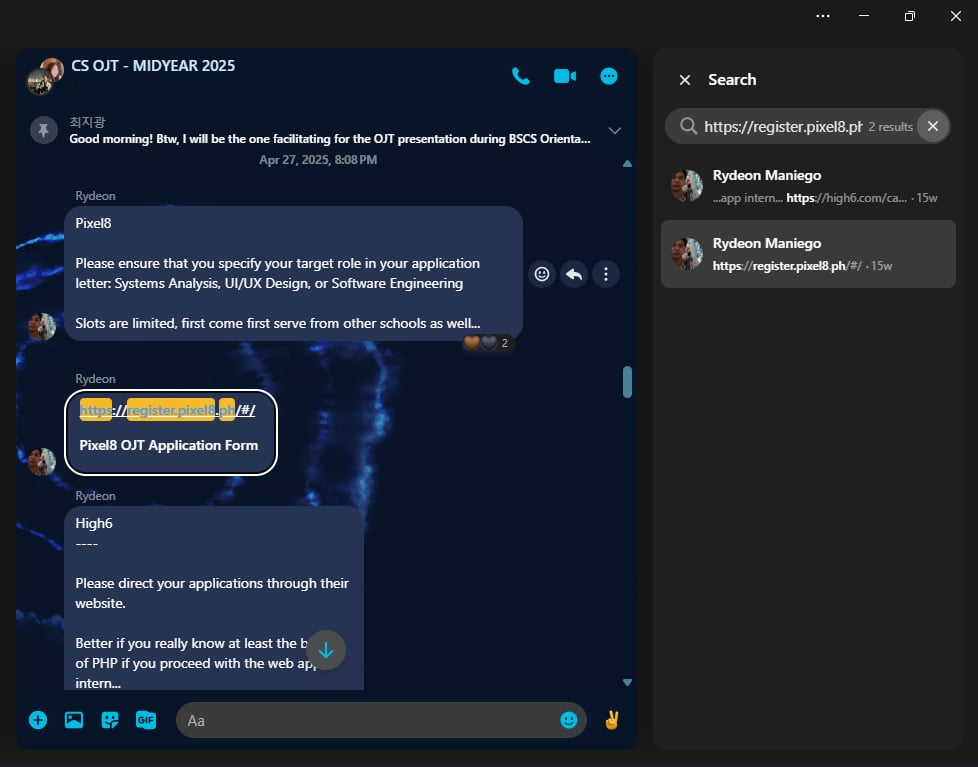 CS OJT - MIDYEAR 2025
최지광
Good morning! Btw, I will be the one facilitating for the OJT presentation during BSCS Orienta...
Apr 27, 2025, 8:08 PM
Rydeon
Pixel8
Please ensure that you specify your target role in your application
letter: Systems Analysis, UI/UX Design, or Software Engineering
Slots are limited, first come first serve from other schools as well...
2
Rydeon
https://register.pixel8.ph/#/
Pixel8 OJT Application Form
Rydeon
High6
----
Please direct your applications through their
website.
Better if you really know at least the b
of PHP if you proceed with the web app
intern...
GIF
Aa
Search
https://register.pixel8.ph 2 results
Rydeon Maniego
...app intern... https://high6.com/ca... · 15w
Rydeon Maniego
https://register.pixel8.ph/#/ · 15w